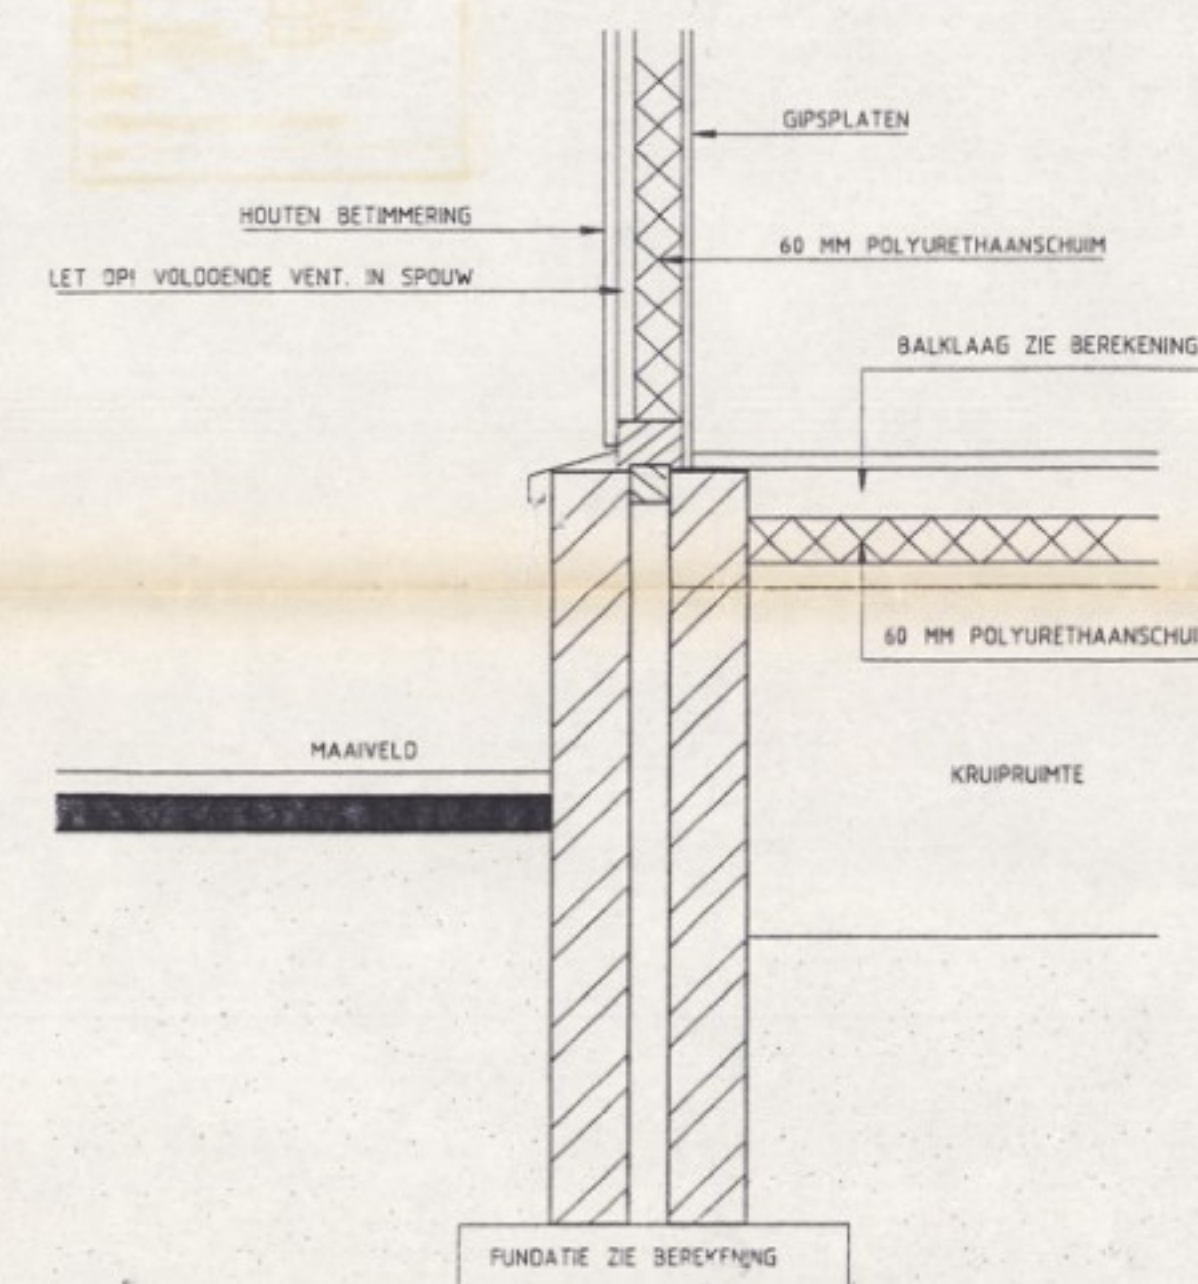 GIPSPLATEN
HOUTEN BETIMMERING
60 MM POLYURETHAANSCHUIM
LET OP! VOLDOENDE VENT. IN SPOUW
BALKLAAG ZIE BEREKENING
60 MM POLYURETHAANSCHUI
MAAIVELD
KRUIPRUIMTE
FUNDATIE ZIE BEREKENING